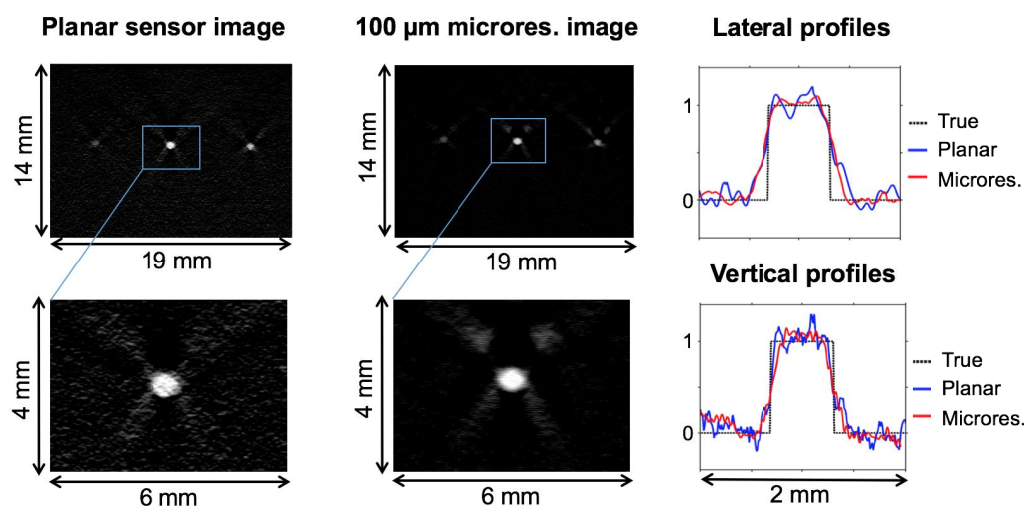 Planar sensor image
100 µm microres. image
Lateral profiles
14 mm
19 mm
14 mm
19 mm
1
0
True
Planar
Microres.
Vertical profiles
4 mm
6 mm
4 mm
6 mm
1
0
2 mm
True
Planar
Microres.